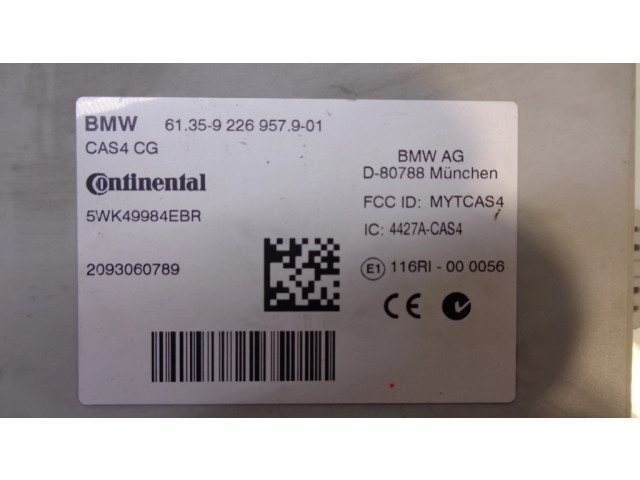 BMW 61.35-9 226 957.9-01
CAS4 CG
Continental
5WK49984EBR
2093060789
BMW AG
D-80788 München
FCC ID: MYTCAS4
IC: 4427A-CAS4
E1 116RI - 00 0056
CE